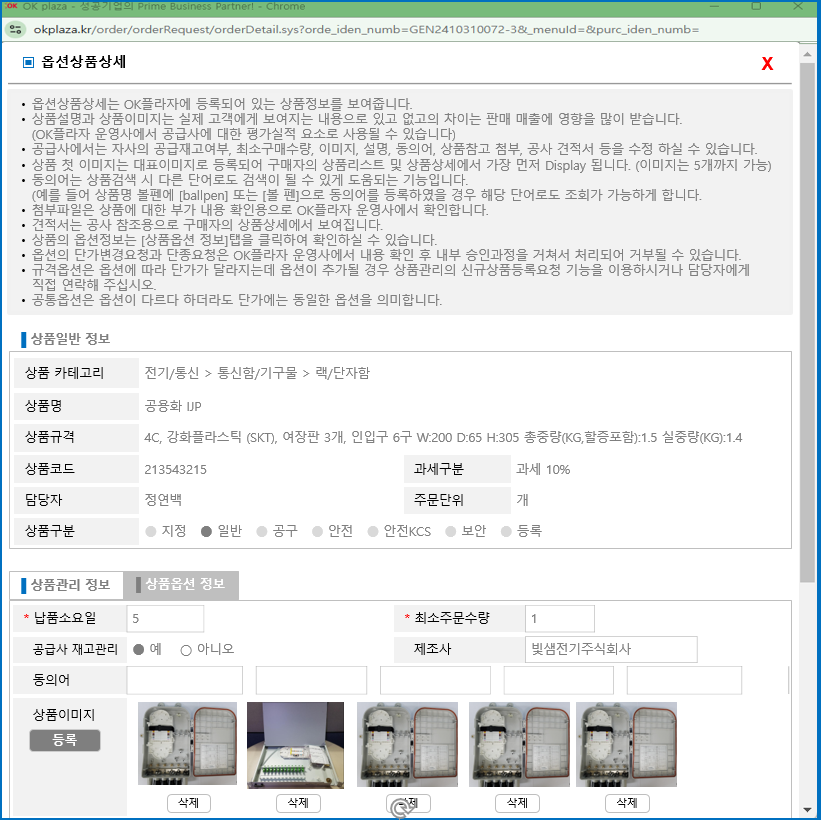 OK plaza - 성공기업의 Prime Business Partner! - Chrome
okplaza.kr/order/orderRequest/orderDetail.sys?orde_iden_numb=GEN2410310072-3&_menuId=&purc_iden_numb=
옵션상품상세
X
• 옵션상품상세는 OK플라자에 등록되어 있는 상품정보를 보여줍니다.
• 상품설명과 상품이미지는 실제 고객에게 보여지는 내용으로 있고 없고의 차이는 판매 매출에 영향을 많이 받습니다.
(OK플라자 운영사에서 공급사에 대한 평가실적 요소로 사용될 수 있습니다)
• 공급사에서는 자사의 공급재고여부, 최소구매수량, 이미지, 설명, 동의어, 상품참고 첨부, 공사 견적서 등을 수정 하실 수 있습니다.
• 상품 첫 이미지는 대표이미지로 등록되어 구매자의 상품리스트 및 상품상세에서 가장 먼저 Display 됩니다. (이미지는 5개까지 가능)
• 동의어는 상품검색 시 다른 단어로도 검색이 될 수 있게 도움되는 기능입니다.
(예를 들어 상품명 볼펜에 [ballpen] 또는 [볼 펜]으로 동의어를 등록하였을 경우 해당 단어로도 조회가 가능하게 합니다.
• 첨부파일은 상품에 대한 부가 내용 확인용으로 OK플라자 운영사에서 확인합니다.
• 견적서는 공사 참조용으로 구매자의 상품상세에서 보여집니다.
• 상품의 옵션정보는 [상품옵션 정보]탭을 클릭하여 확인하실 수 있습니다.
• 옵션의 단가변경요청과 단종요청은 OK플라자 운영사에서 내용 확인 후 내부 승인과정을 거쳐서 처리되어 거부될 수 있습니다.
• 규격옵션은 옵션에 따라 단가가 달라지는데 옵션이 추가될 경우 상품관리의 신규상품등록요청 기능을 이용하시거나 담당자에게
직접 연락해 주십시오.
• 공통옵션은 옵션이 다르다 하더라도 단가에는 동일한 옵션을 의미합니다.
상품일반 정보
상품 카테고리 전기/통신 > 통신함/기구물 > 랙/단자함
상품명 공용화 IJP
상품규격 4C, 강화플라스틱 (SKT), 여장판 3개, 인입구 6구 W:200 D:65 H:305 총중량(KG,할증포함):1.5 실중량(KG):1.4
상품코드 213543215 과세구분 과세 10%
담당자 정연백 주문단위 개
상품구분 지정 일반 공구 안전 안전KCS 보안 등록
상품관리 정보 상품옵션 정보
* 납품소요일 5 * 최소주문수량 1
공급사 재고관리 예 아니오 제조사 빛샘전기주식회사
동의어
상품이미지
등록
삭제 삭제 삭제 삭제 삭제